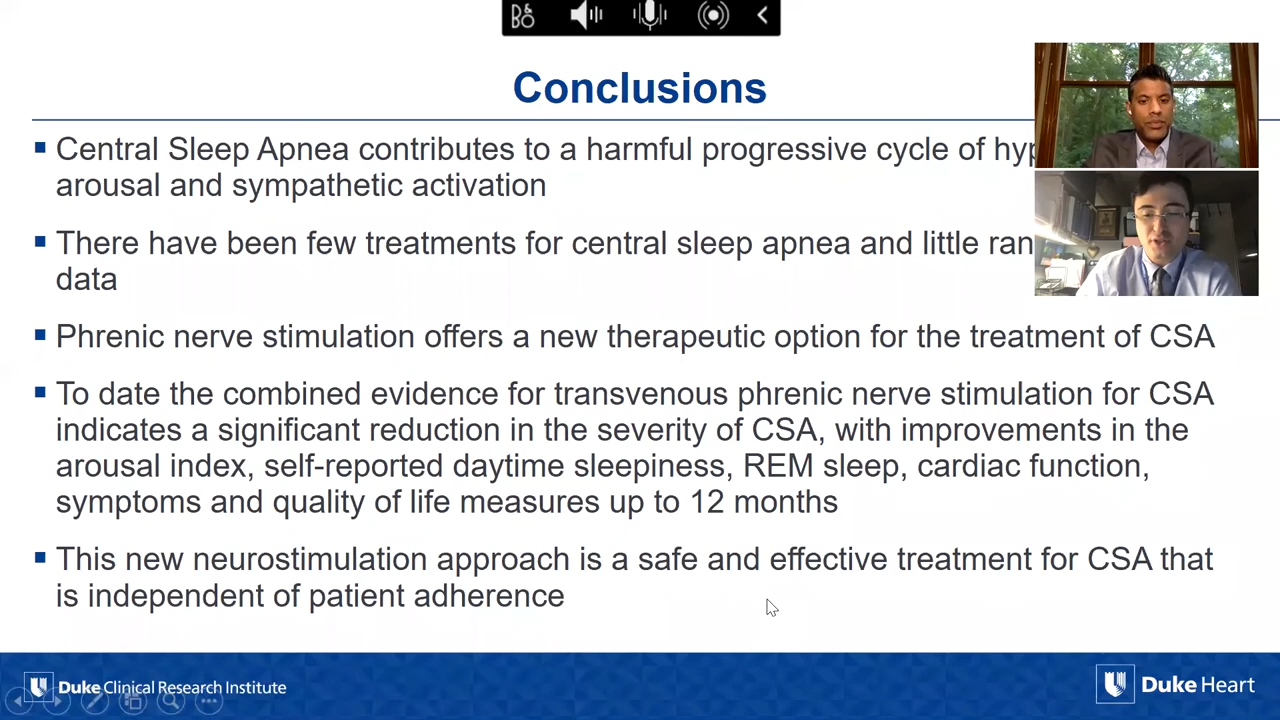 Conclusions
Central Sleep Apnea contributes to a harmful progressive cycle of
arousal and sympathetic activation
There have been few treatments for central sleep apnea and little
data
Phrenic nerve stimulation offers a new therapeutic option for the treatment of CSA
To date the combined evidence for transvenous phrenic nerve stimulation for CSA
indicates a significant reduction in the severity of CSA, with improvements in the
arousal index, self-reported daytime sleepiness, REM sleep, cardiac function,
symptoms and quality of life measures up to 12 months
This new neurostimulation approach is a safe and effective treatment for CSA that
is independent of patient adherence
Duke Clinical Research Institute
Duke Heart